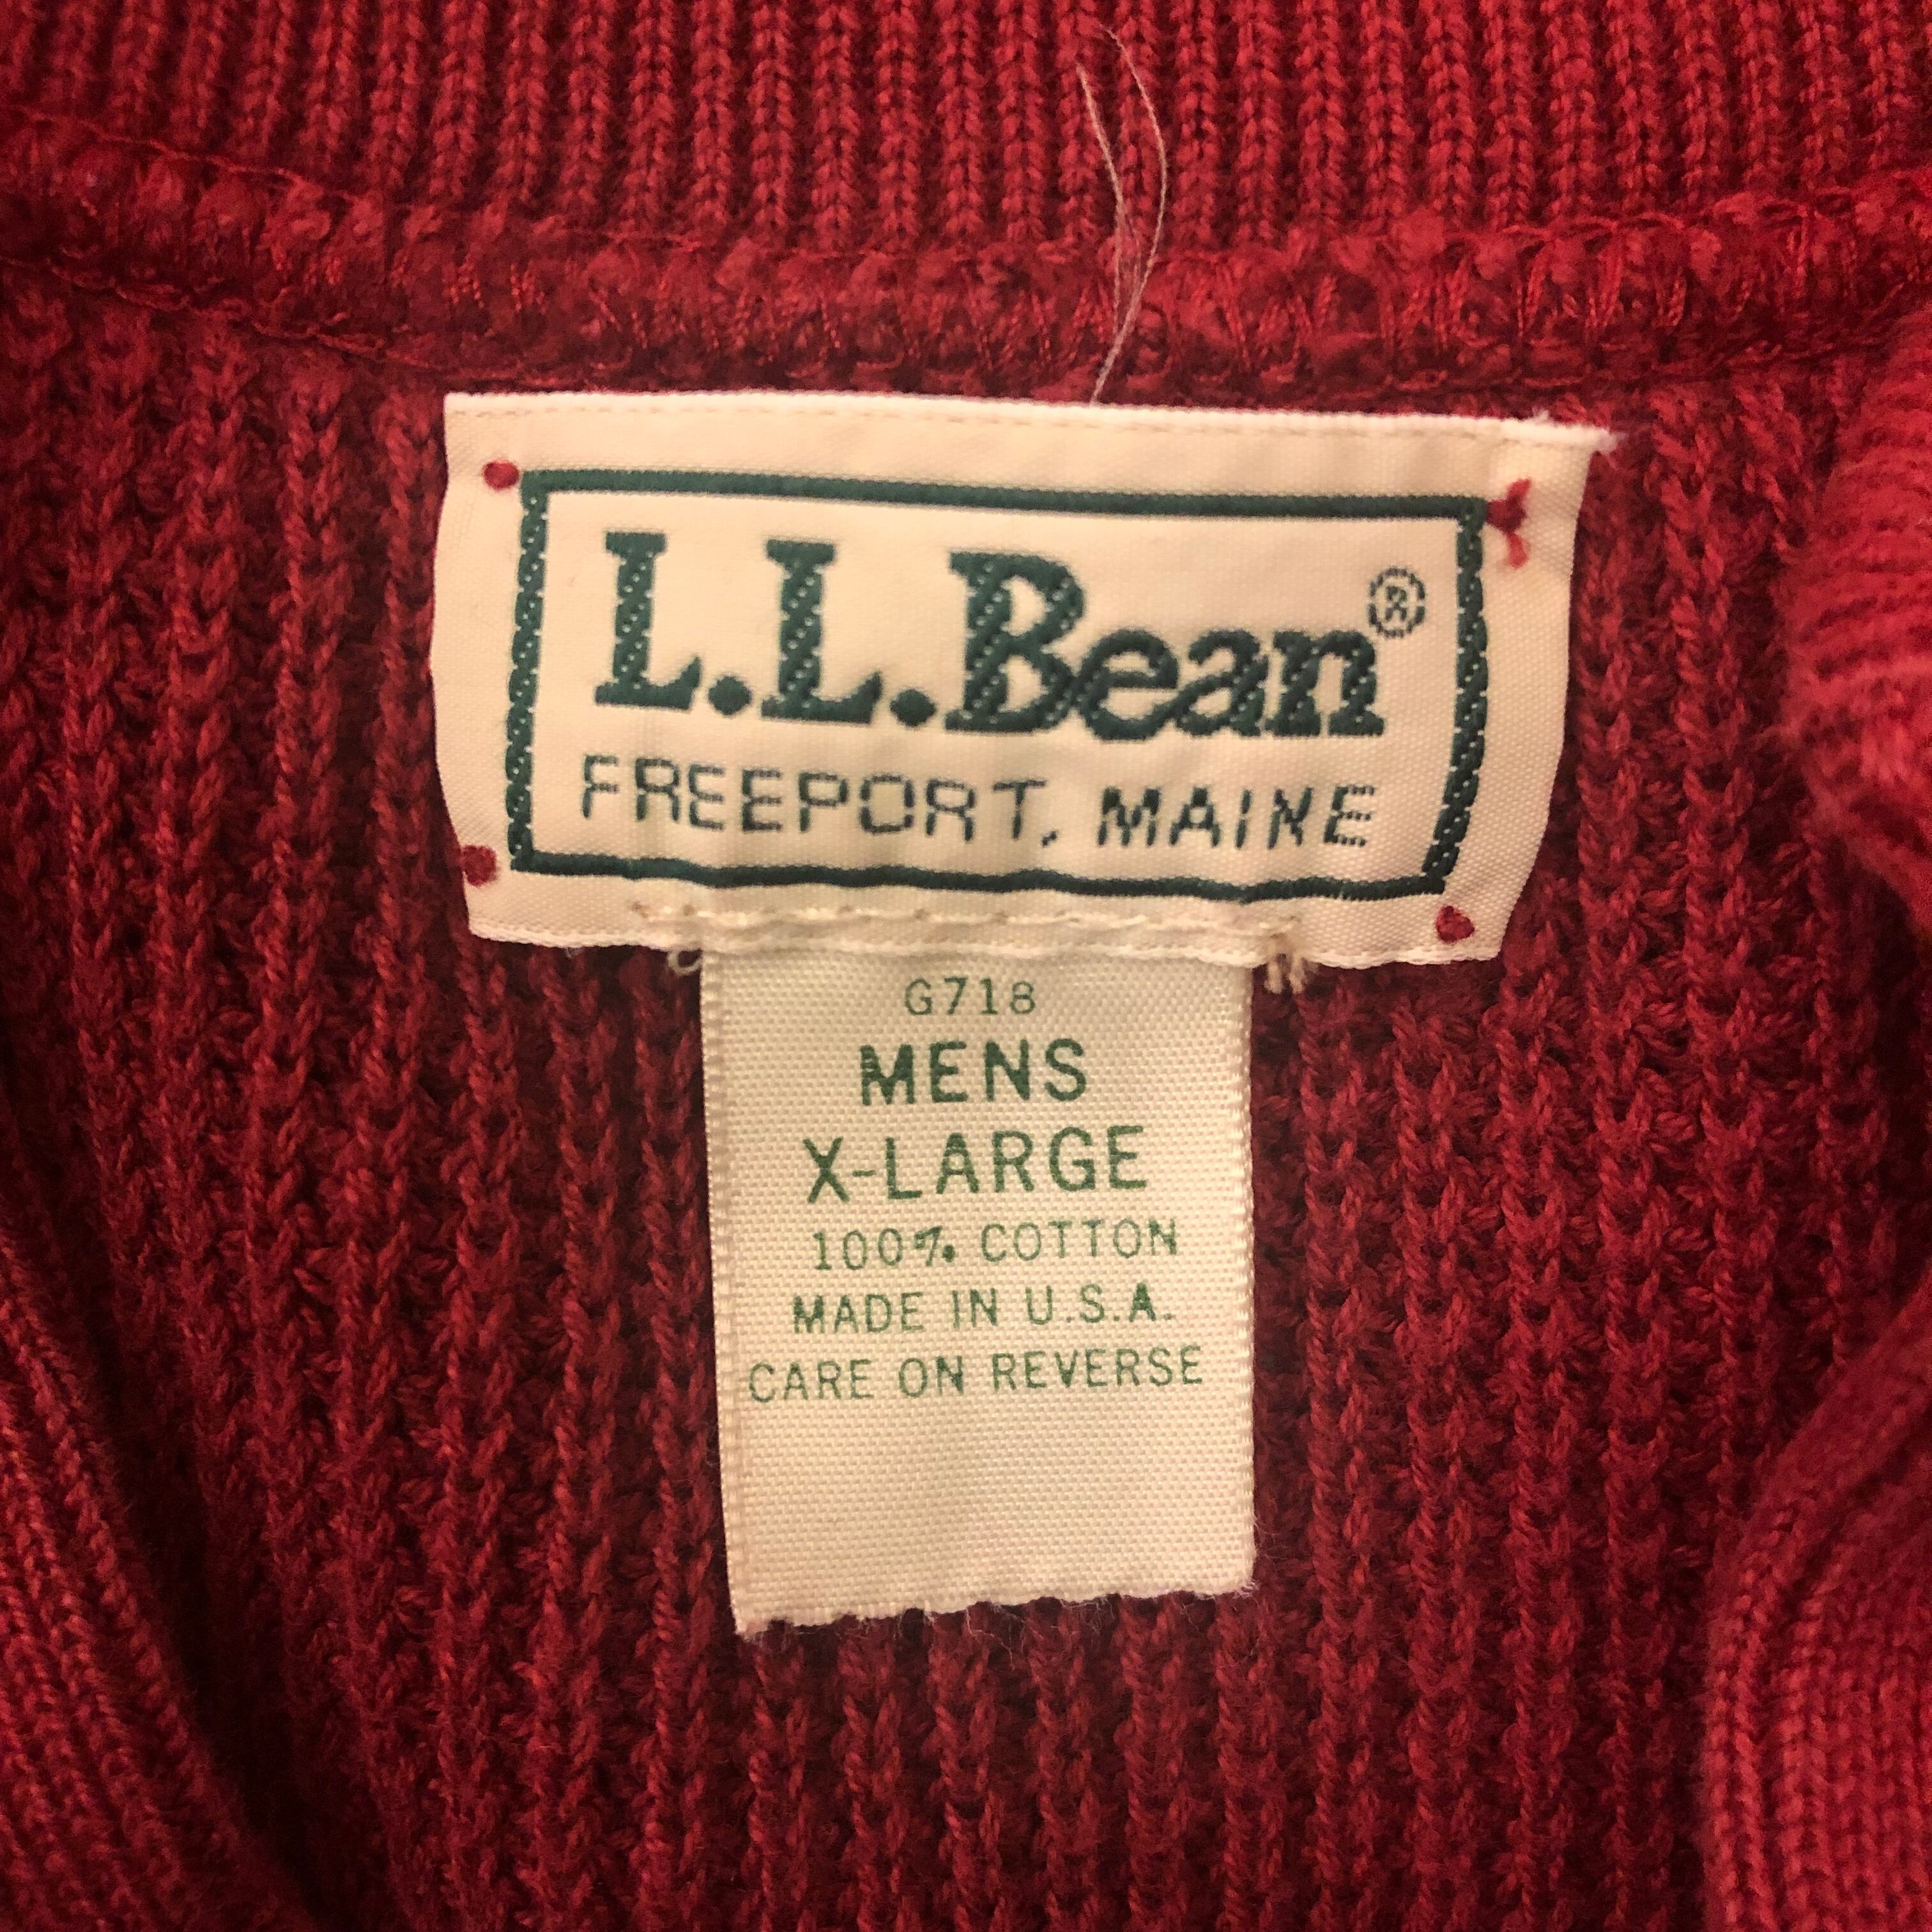 L.L.Bean®
FREEPORT, MAINE
G718
MENS
X-LARGE
100% COTTON
MADE IN U.S.A.
CARE ON REVERSE